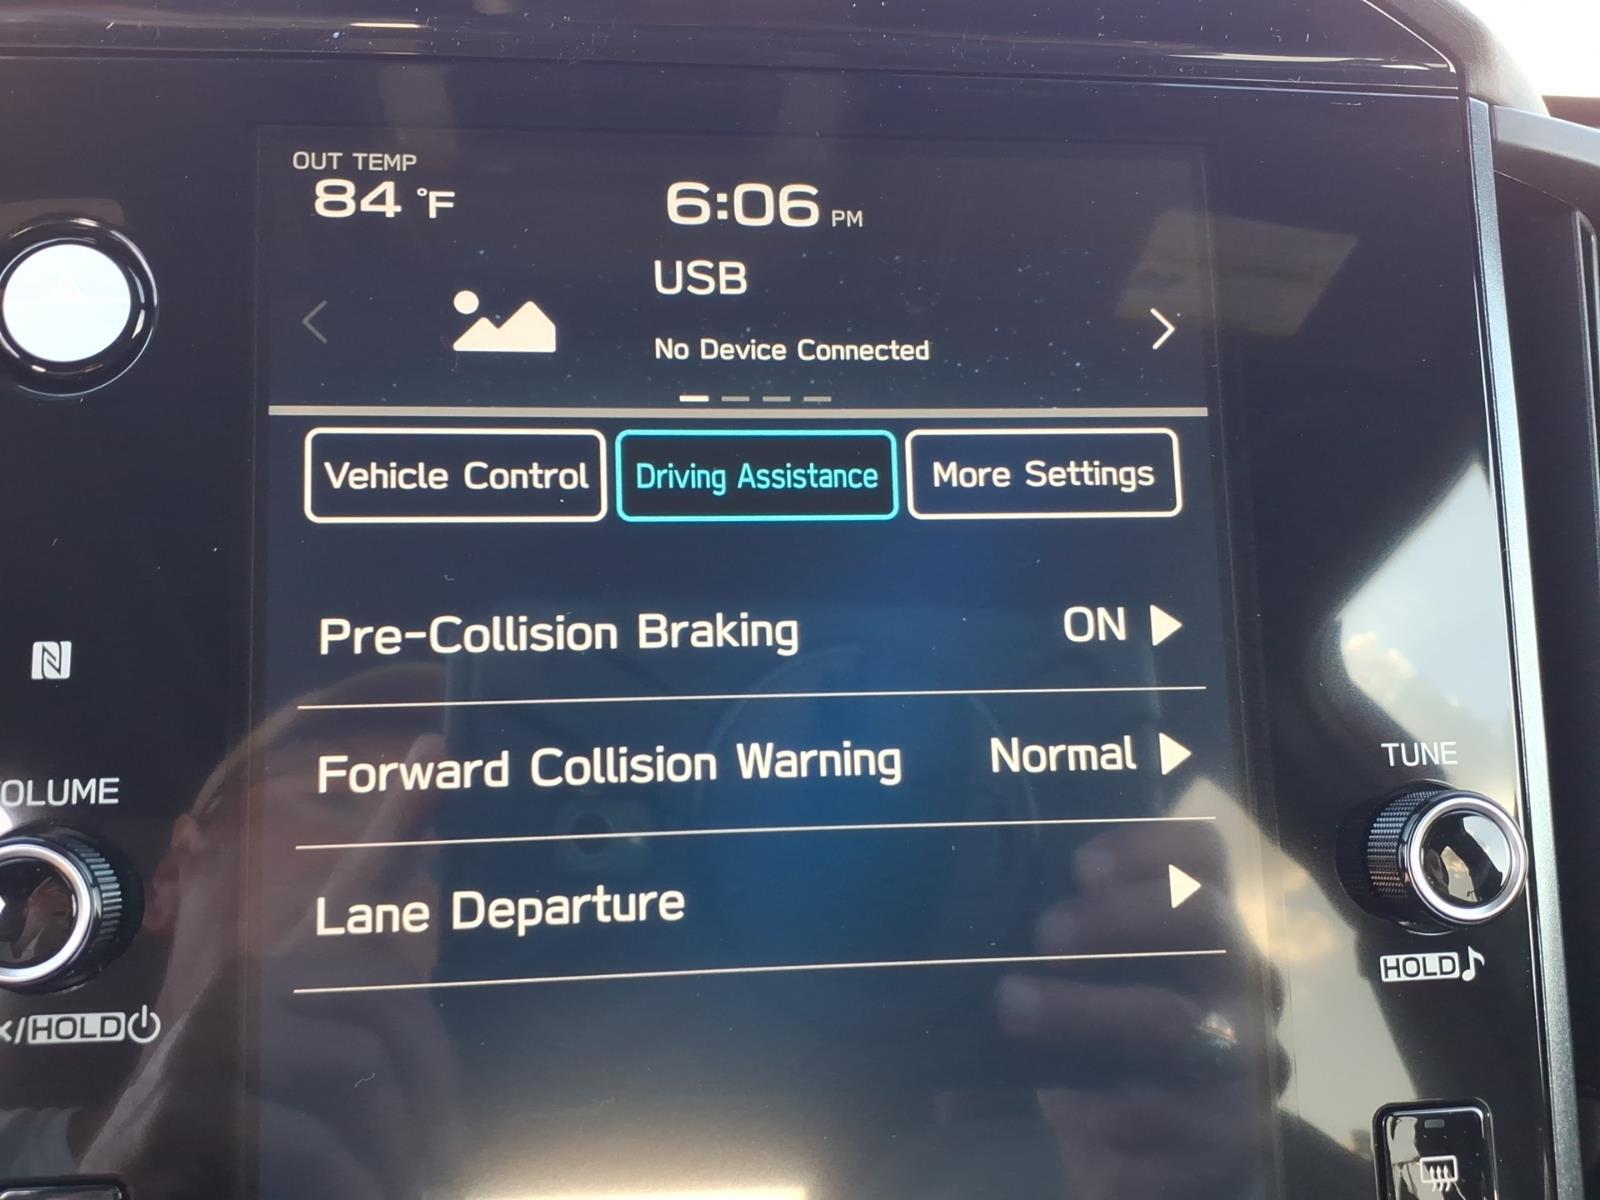 OUT TEMP
84 °F
6:06 PM
USB
No Device Connected
Vehicle Control
Driving Assistance
More Settings
Pre-Collision Braking ON
Forward Collision Warning Normal
Lane Departure
OLUME
/HOLD
TUNE
HOLD